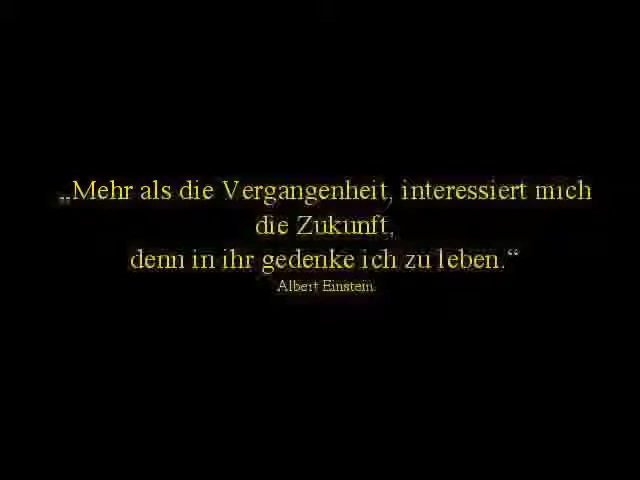 „Mehr als die Vergangenheit, interessiert mich
die Zukunft,
denn in ihr gedenke ich zu leben.“
Albert Einstein